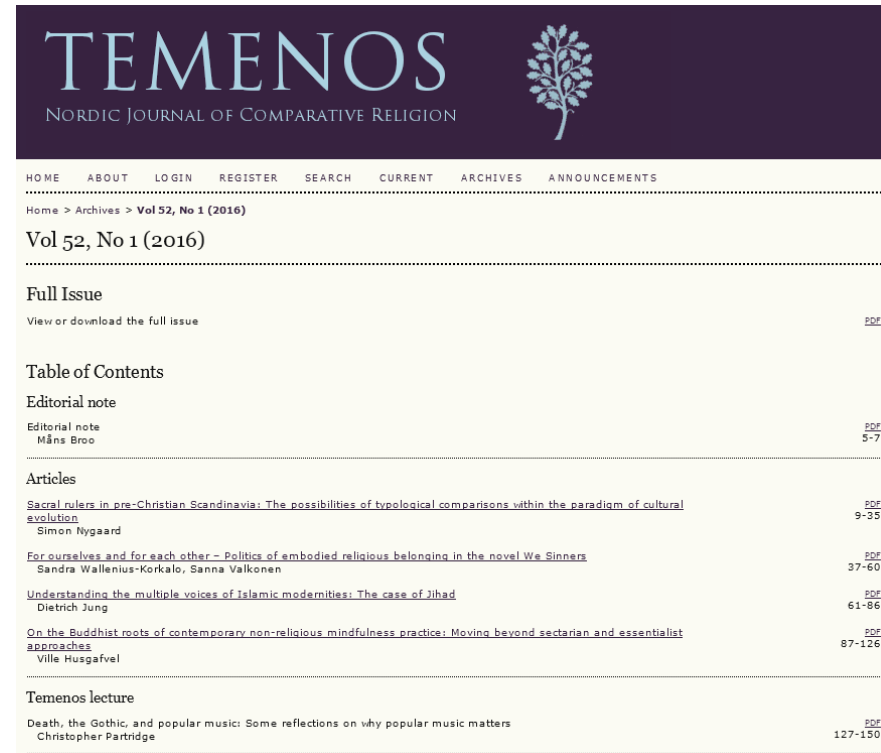 TEMENOS
NORDIC JOURNAL OF COMPARATIVE RELIGION
HOME ABOUT LOGIN REGISTER SEARCH CURRENT ARCHIVES ANNOUNCEMENTS
Home > Archives > Vol 52, No 1 (2016)
Vol 52, No 1 (2016)
Full Issue
View or download the full issue PDF
Table of Contents
Editorial note
Editorial note PDF
Måns Broo 5-7
Articles
Sacral rulers in pre-Christian Scandinavia: The possibilities of typological comparisons within the paradigm of cultural PDF
evolution 9-35
Simon Nygaard
For ourselves and for each other – Politics of embodied religious belonging in the novel We Sinners PDF
Sandra Wallenius-Korkalo, Sanna Valkonen 37-60
Understanding the multiple voices of Islamic modernities: The case of Jihad PDF
Dietrich Jung 61-86
On the Buddhist roots of contemporary non-religious mindfulness practice: Moving beyond sectarian and essentialist PDF
approaches 87-126
Ville Husgafvel
Temenos lecture
Death, the Gothic, and popular music: Some reflections on why popular music matters PDF
Christopher Partridge 127-150